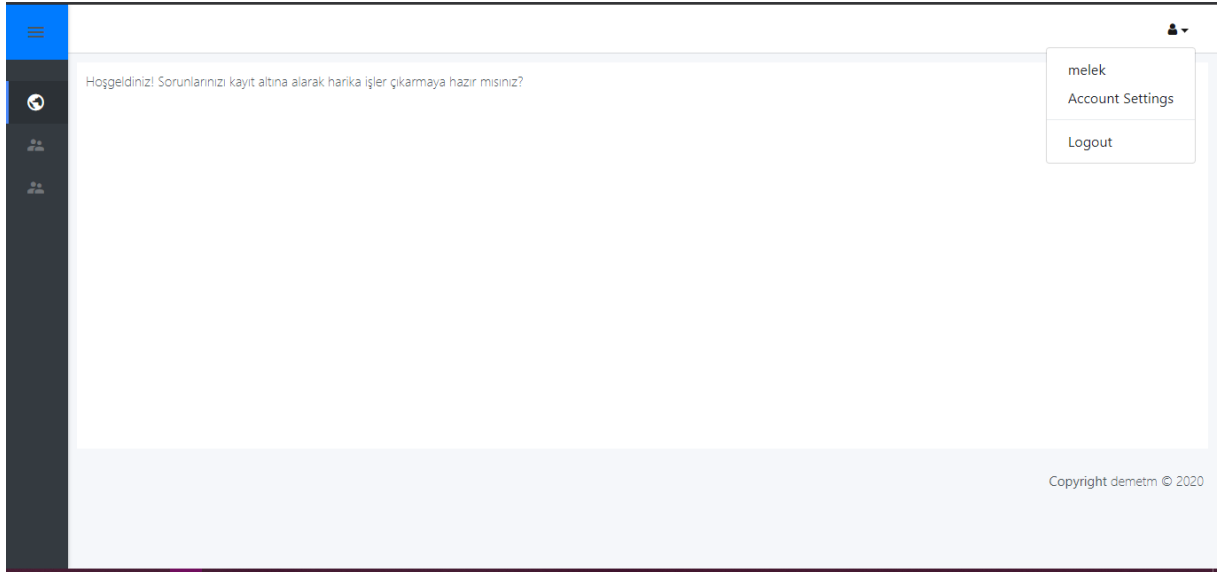 melek
Account Settings
Logout
Hoşgeldiniz! Sorunlarınızı kayıt altına alarak harika işler çıkarmaya hazır mısınız?
Copyright demetm © 2020